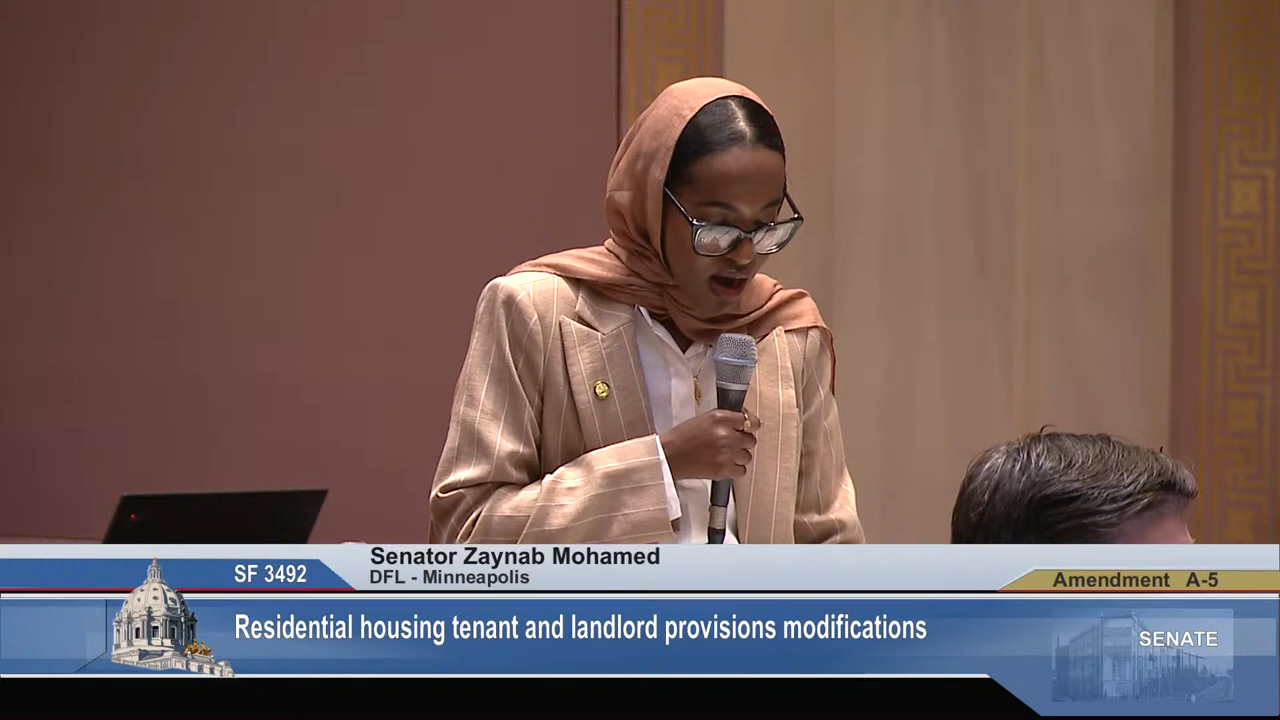 Senator Zaynab Mohamed
DFL - Minneapolis
SF 3492
Amendment A-5
Residential housing tenant and landlord provisions modifications
SENATE